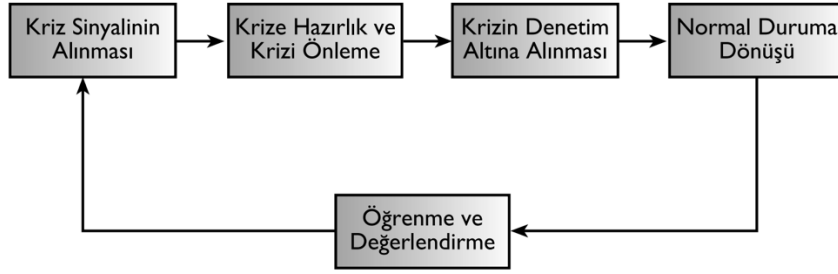 Kriz Sinyalinin
Alınması
Krize Hazırlık ve
Krizi Önleme
Krizin Denetim
Altına Alınması
Normal Duruma
Dönüşü
Öğrenme ve
Değerlendirme